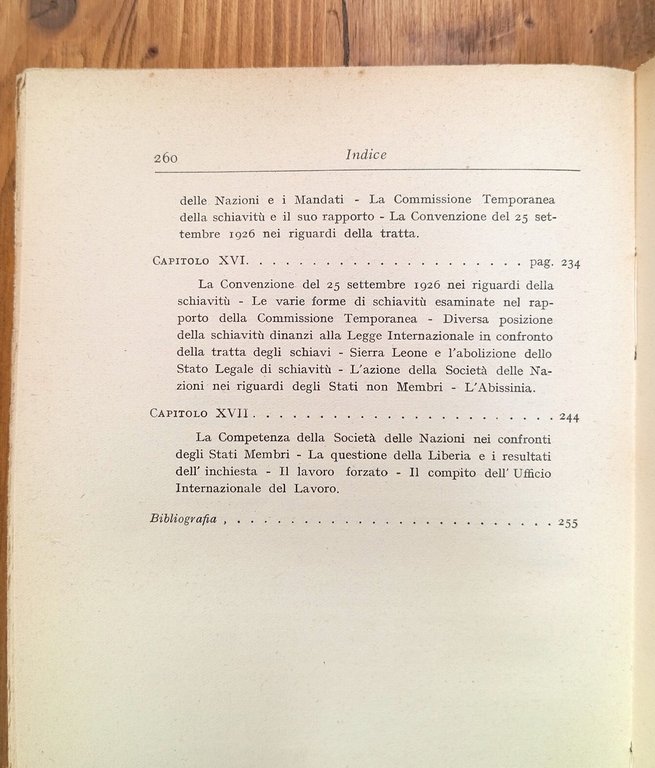 260 Indice
delle Nazioni e i Mandati - La Commissione Temporanea
della schiavitù e il suo rapporto - La Convenzione del 25 set-
tembre 1926 nei riguardi della tratta.
CAPITOLO XVI. . . . . . . . . . . . . . . . . . . . . . pag. 234
La Convenzione del 25 settembre 1926 nei riguardi della
schiavitù - Le varie forme di schiavitù esaminate nel rap-
porto della Commissione Temporanea - Diversa posizione
della schiavitù dinanzi alla Legge Internazionale in confronto
della tratta degli schiavi - Sierra Leone e l'abolizione dello
Stato Legale di schiavitù - L'azione della Società delle Na-
zioni nei riguardi degli Stati non Membri - L'Abissinia.
CAPITOLO XVII . . . . . . . . . . . . . . . . . . . . . . . . 244
La Competenza della Società delle Nazioni nei confronti
degli Stati Membri - La questione della Liberia e i resultati
dell' inchiesta - Il lavoro forzato - Il compito dell' Ufficio
Internazionale del Lavoro.
Bibliografia , . . . . . . . . . . . . . . . . . . . . . . . . . 255